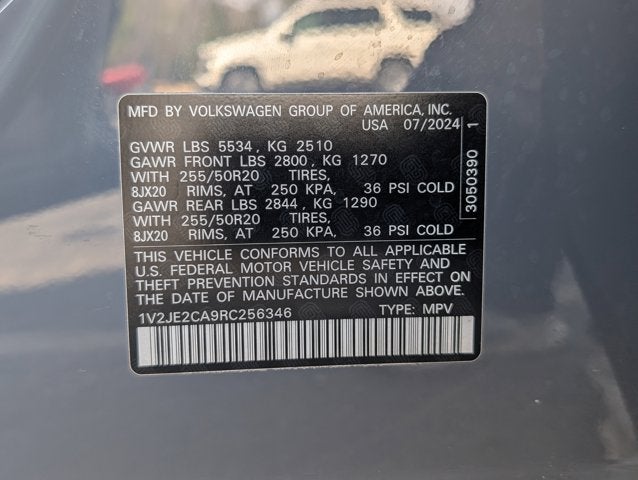 MFD BY VOLKSWAGEN GROUP OF AMERICA, INC.
USA 07/2024
GVWR LBS 5534, KG 2510
GAWR FRONT LBS 2800, KG 1270
WITH 255/50R20 TIRES,
8JX20 RIMS, AT 250 KPA, 36 PSI COLD
GAWR REAR LBS 2844, KG 1290
WITH 255/50R20 TIRES,
8JX20 RIMS, AT 250 KPA, 36 PSI COLD
THIS VEHICLE CONFORMS TO ALL APPLICABLE
U.S. FEDERAL MOTOR VEHICLE SAFETY AND
THEFT PREVENTION STANDARDS IN EFFECT ON
THE DATE OF MANUFACTURE SHOWN ABOVE.
1V2JE2CA9RC256346 TYPE: MPV
3050390 1